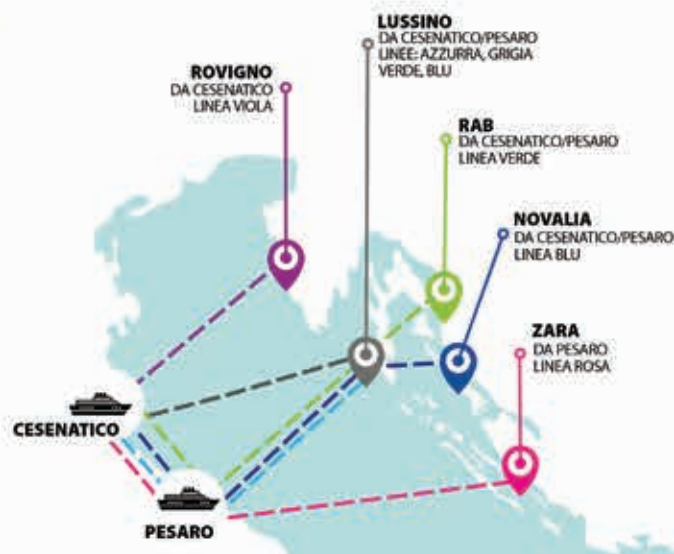 LUSSINO
DA CESENATICO/PESARO
LINEE: AZZURRA, GRIGIA
VERDE, BLU
ROVIGNO
DA CESENATICO
LINEA VIOLA
RAB
DA CESENATICO/PESARO
LINEA VERDE
NOVALIA
DA CESENATICO/PESARO
LINEA BLU
ZARA
DA PESARO
LINEA ROSA
CESENATICO
PESARO